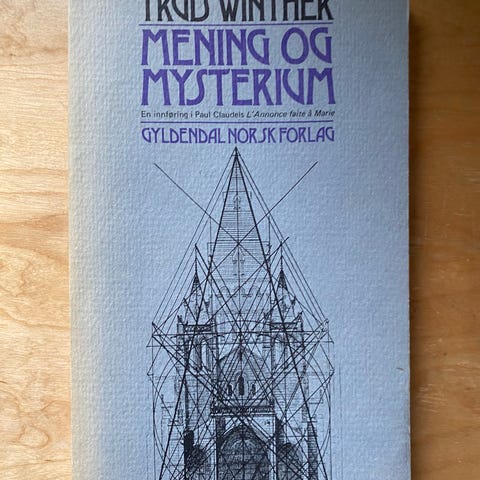 TRUD WINTHER
MENING OG
MYSTERIUM
En innføring i Paul Claudels L'Annonce faite à Marie
GYLDENDAL NORSK FORLAG